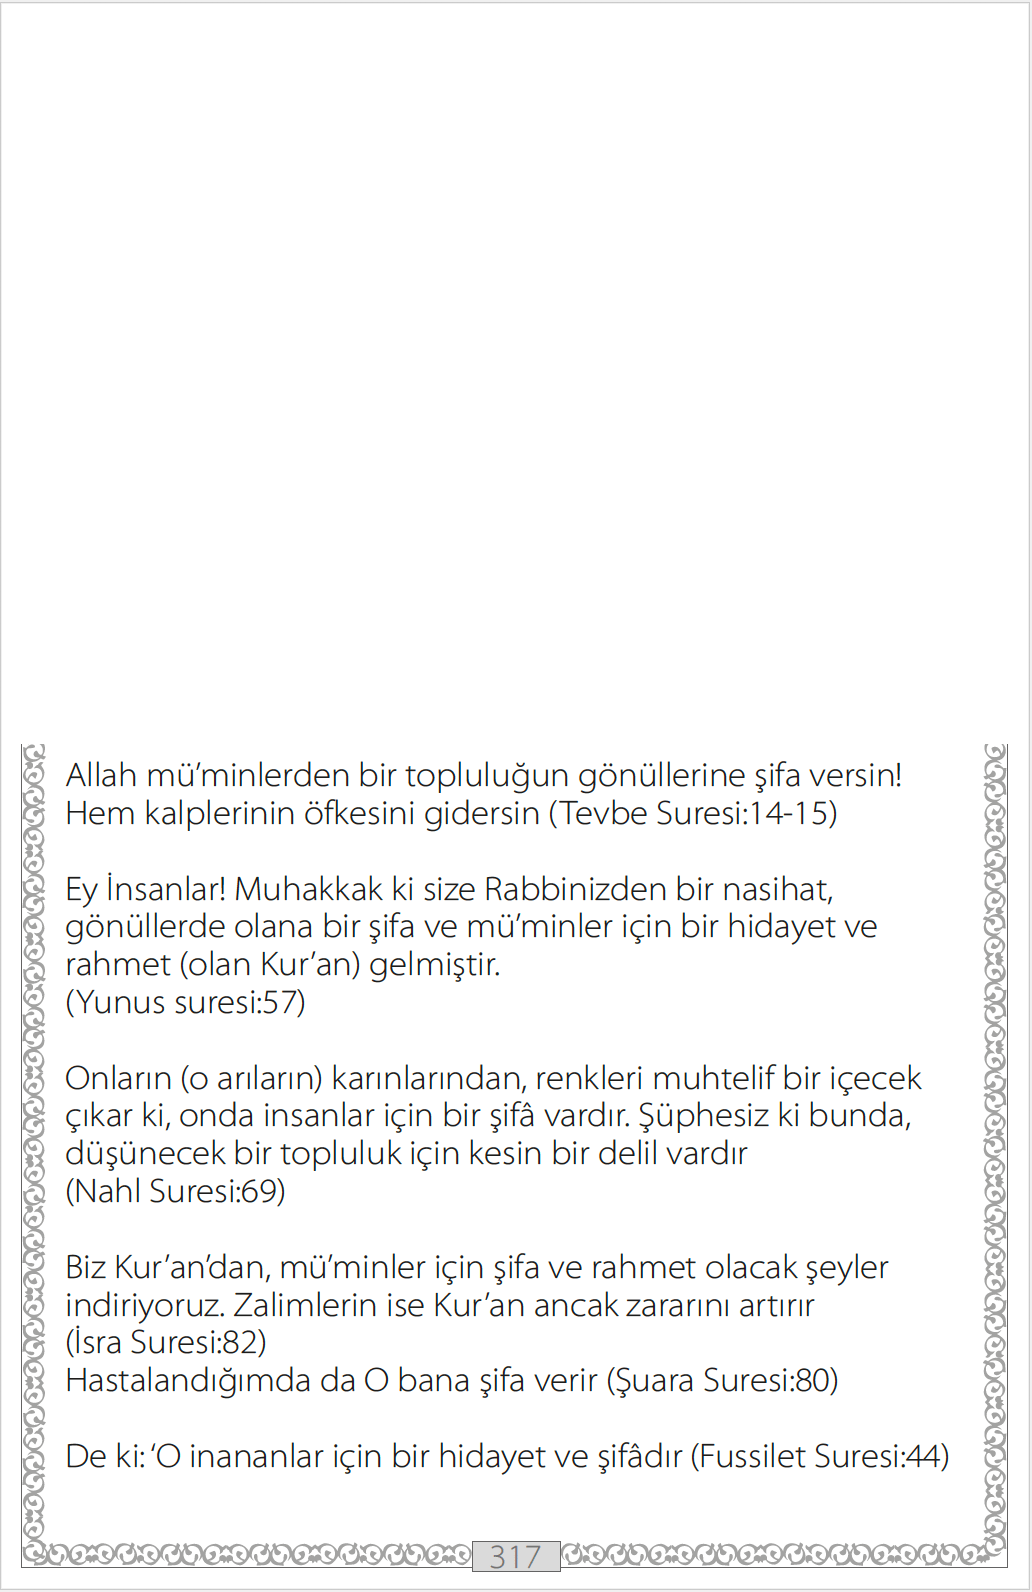 Allah mü’minlerden bir topluluğun gönüllerine şifa versin!
Hem kalplerinin öfkesini gidersin (Tevbe Suresi:14-15)
Ey İnsanlar! Muhakkak ki size Rabbinizden bir nasihat,
gönüllerde olana bir şifa ve mü’minler için bir hidayet ve
rahmet (olan Kur’an) gelmiştir.
(Yunus suresi:57)
Onların (o arıların) karınlarından, renkleri muhtelif bir içecek
çıkar ki, onda insanlar için bir şifâ vardır. Şüphesiz ki bunda,
düşünecek bir topluluk için kesin bir delil vardır
(Nahl Suresi:69)
Biz Kur’an’dan, mü’minler için şifa ve rahmet olacak şeyler
indiriyoruz. Zalimlerin ise Kur’an ancak zararını artırır
(İsra Suresi:82)
Hastalandığımda da O bana şifa verir (Şuara Suresi:80)
De ki: ‘O inananlar için bir hidayet ve şifâdır (Fussilet Suresi:44)
317